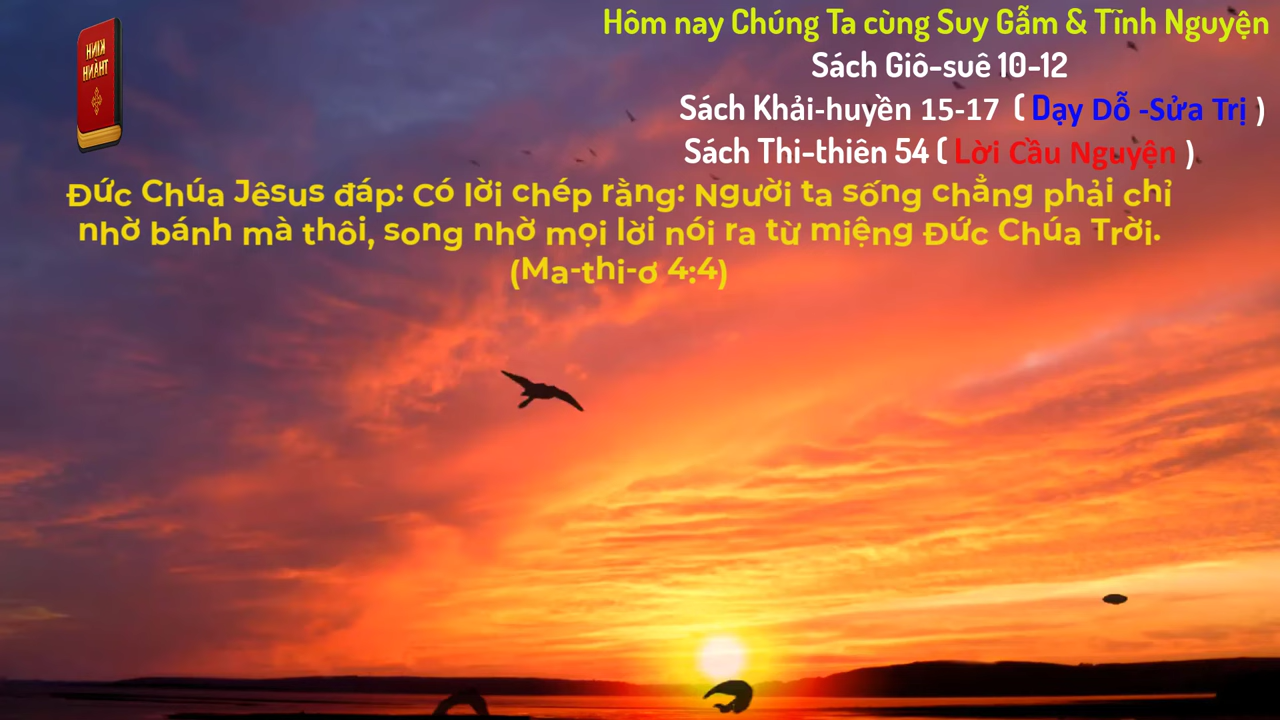 KINH
THÁNH
Hôm nay Chúng Ta cùng Suy Gẫm & Tĩnh Nguyện
Sách Giô-suê 10-12
Sách Khải-huyền 15-17 ( Dạy Dỗ -Sửa Trị )
Sách Thi-thiên 54 ( Lời Cầu Nguyện )
Đức Chúa Jêsus đáp: Có lời chép rằng: Người ta sống chẳng phải chỉ
nhờ bánh mà thôi, song nhờ mọi lời nói ra từ miệng Đức Chúa Trời.
(Ma-thi-ơ 4:4)